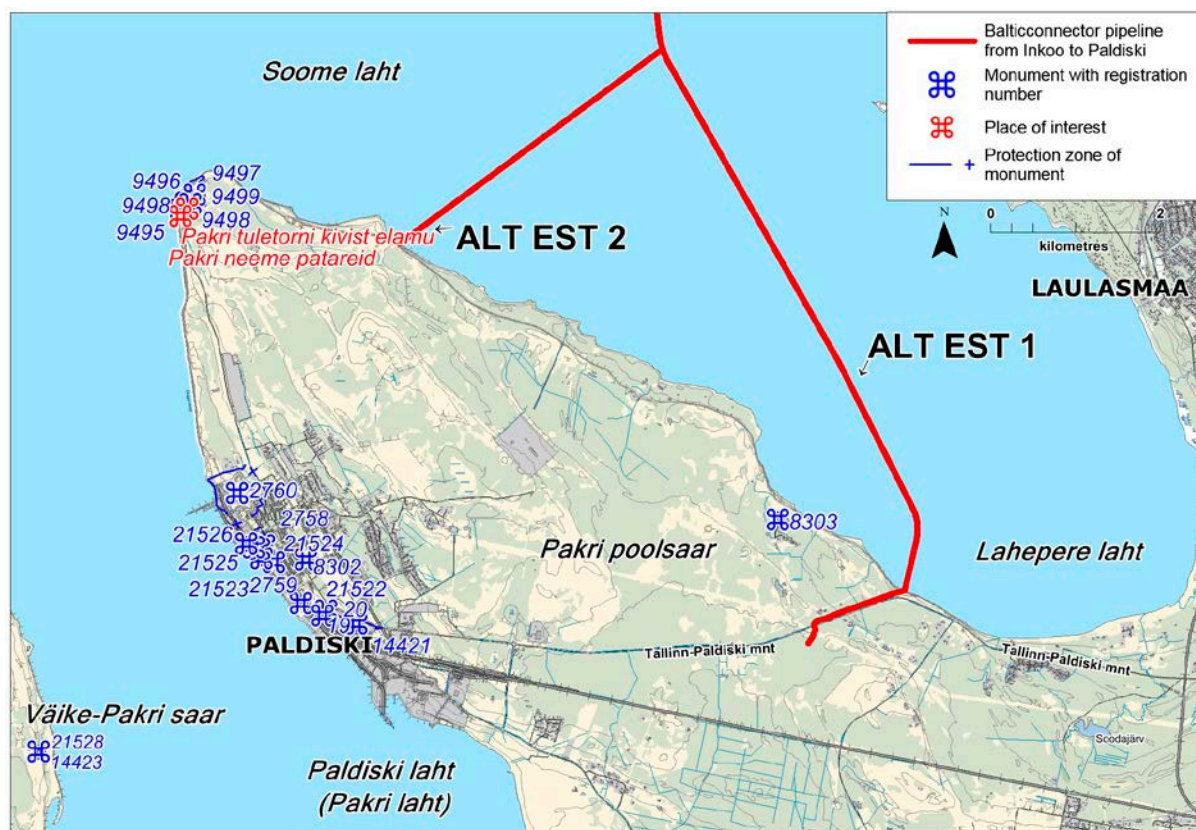 Balticconnector pipeline
from Inkoo to Paldiski
Monument with registration
number
Place of interest
Protection zone of
monument
Soome laht
9496
9497
9498
9499
9498
9495
Pakri tuletorni kivist elamu
Pakri neeme patareid
ALT EST 2
N
0
2
kilometres
LAULASMAA
ALT EST 1
2760
2758
21526
21524
21525
8302
21523
2759
21522
20
19
14421
PALDISKI
8303
Pakri poolsaar
Lahepere laht
Tallinn-Paldiski mnt
Tallinn-Paldiski mnt
Väike-Pakri saar
21528
14423
Paldiski laht
(Pakri laht)
Scodajärv